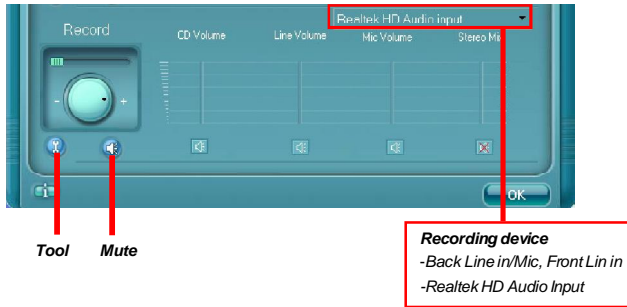 Realtek HD Audio input
Record
CD Volume
Line Volume
Mic Volume
Stereo Mix
- +
i
OK
Tool
Mute
Recording device
-Back Line in/Mic, Front Lin in
-Realtek HD Audio Input